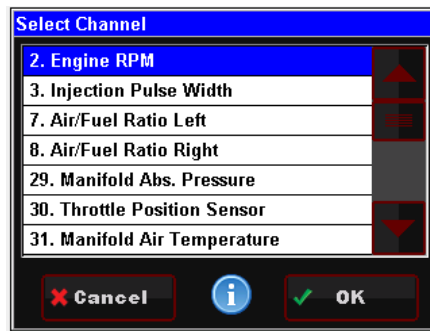 Select Channel
2. Engine RPM
3. Injection Pulse Width
7. Air/Fuel Ratio Left
8. Air/Fuel Ratio Right
29. Manifold Abs. Pressure
30. Throttle Position Sensor
31. Manifold Air Temperature
Cancel
i
OK